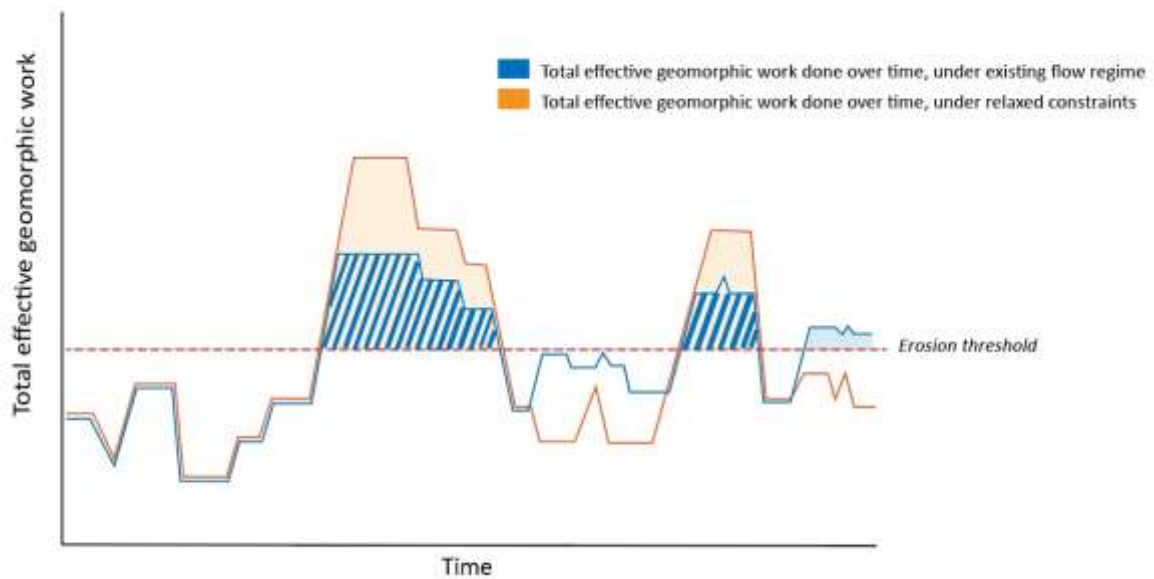 Total effective geomorphic work done over time, under existing flow regime
Total effective geomorphic work done over time, under relaxed constraints
Total effective geomorphic work
Erosion threshold
Time